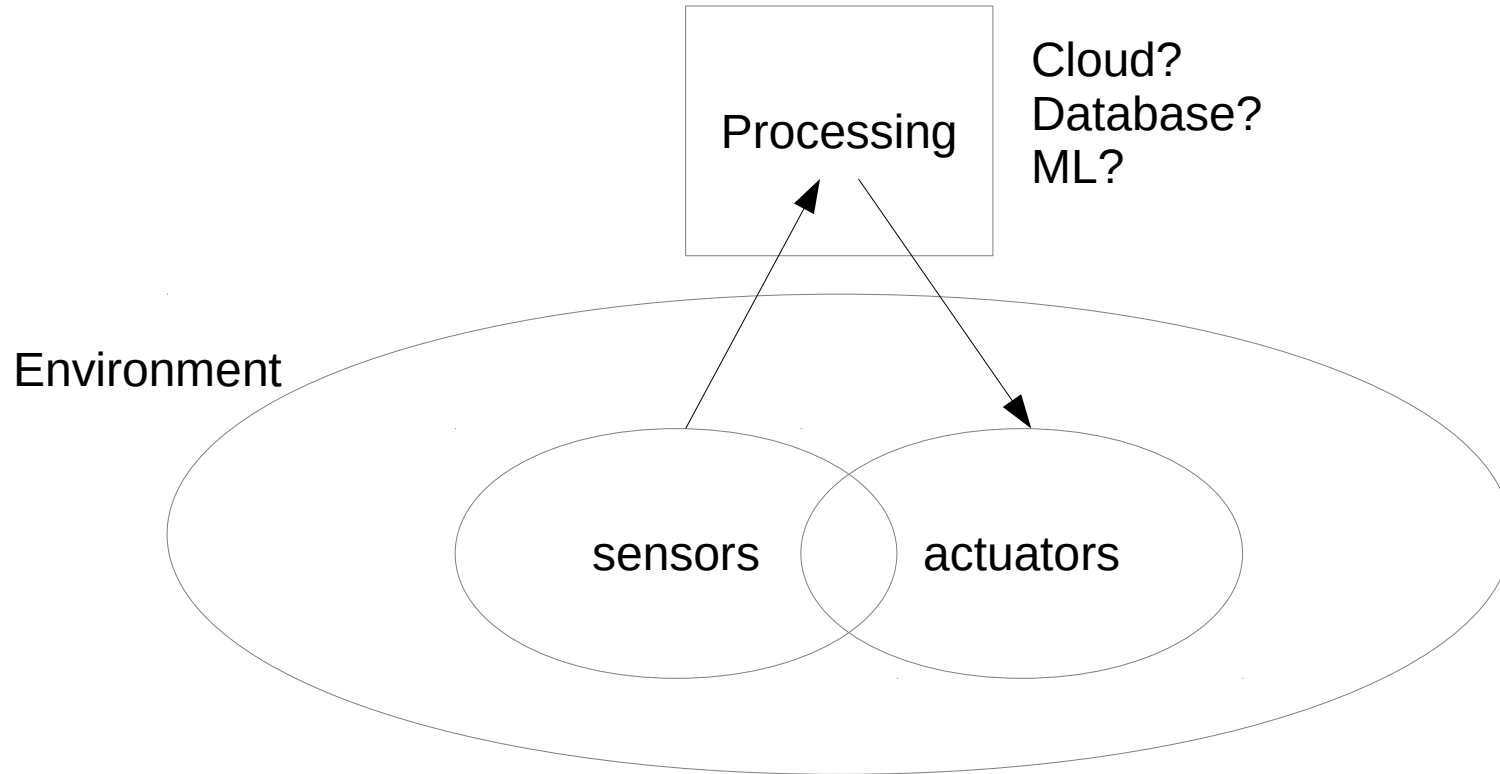 Cloud?
Database?
ML?
Processing
Environment
sensors
actuators